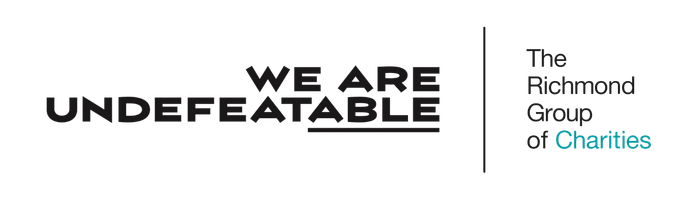 WE ARE
UNDEFEATABLE
The
Richmond
Group
of Charities